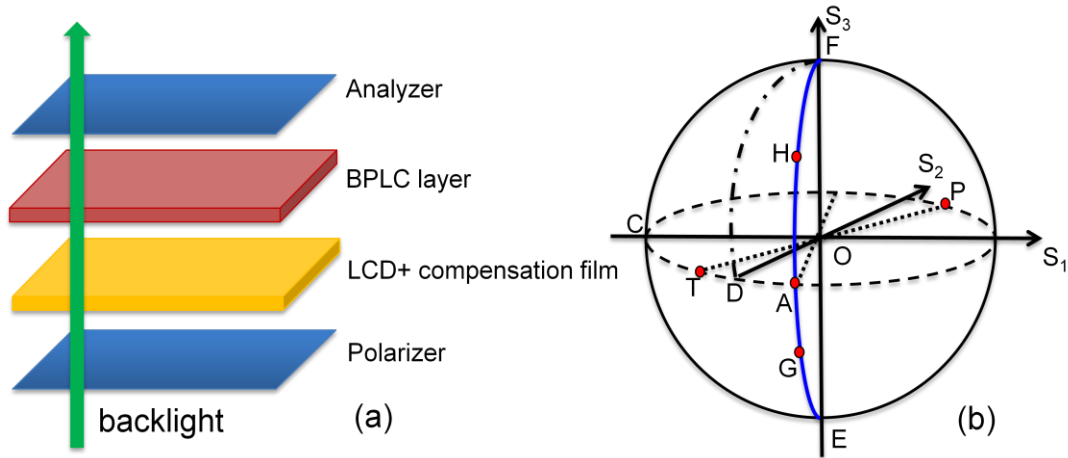 Analyzer
BPLC layer
LCD+ compensation film
Polarizer
backlight
(a)
S3
F
H
S2
P
C
O
S1
T
D
A
G
E
(b)